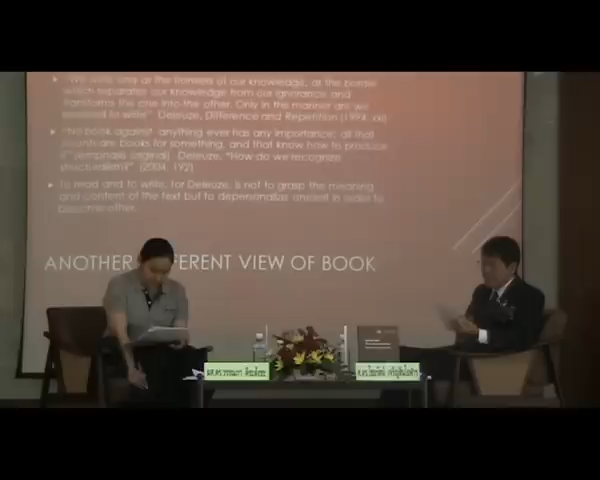 "We write only at the frontiers of our knowledge, at the border
which separates our knowledge from our ignorance and
transforms the one into the other. Only in this manner are we
resolved to write" Deleuze, Difference and Repetition (1994: xxi)
"No book against anything ever has any importance; all that
counts are books for something, and that know how to produce
it" (emphasis original) Deleuze, "How do we recognize
structuralism?" (2004, 192)
To read and to write, for Deleuze, is not to grasp the meaning
and content of the text but to depersonalize oneself in order to
become other.
ANOTHER DIFFERENT VIEW OF BOOK